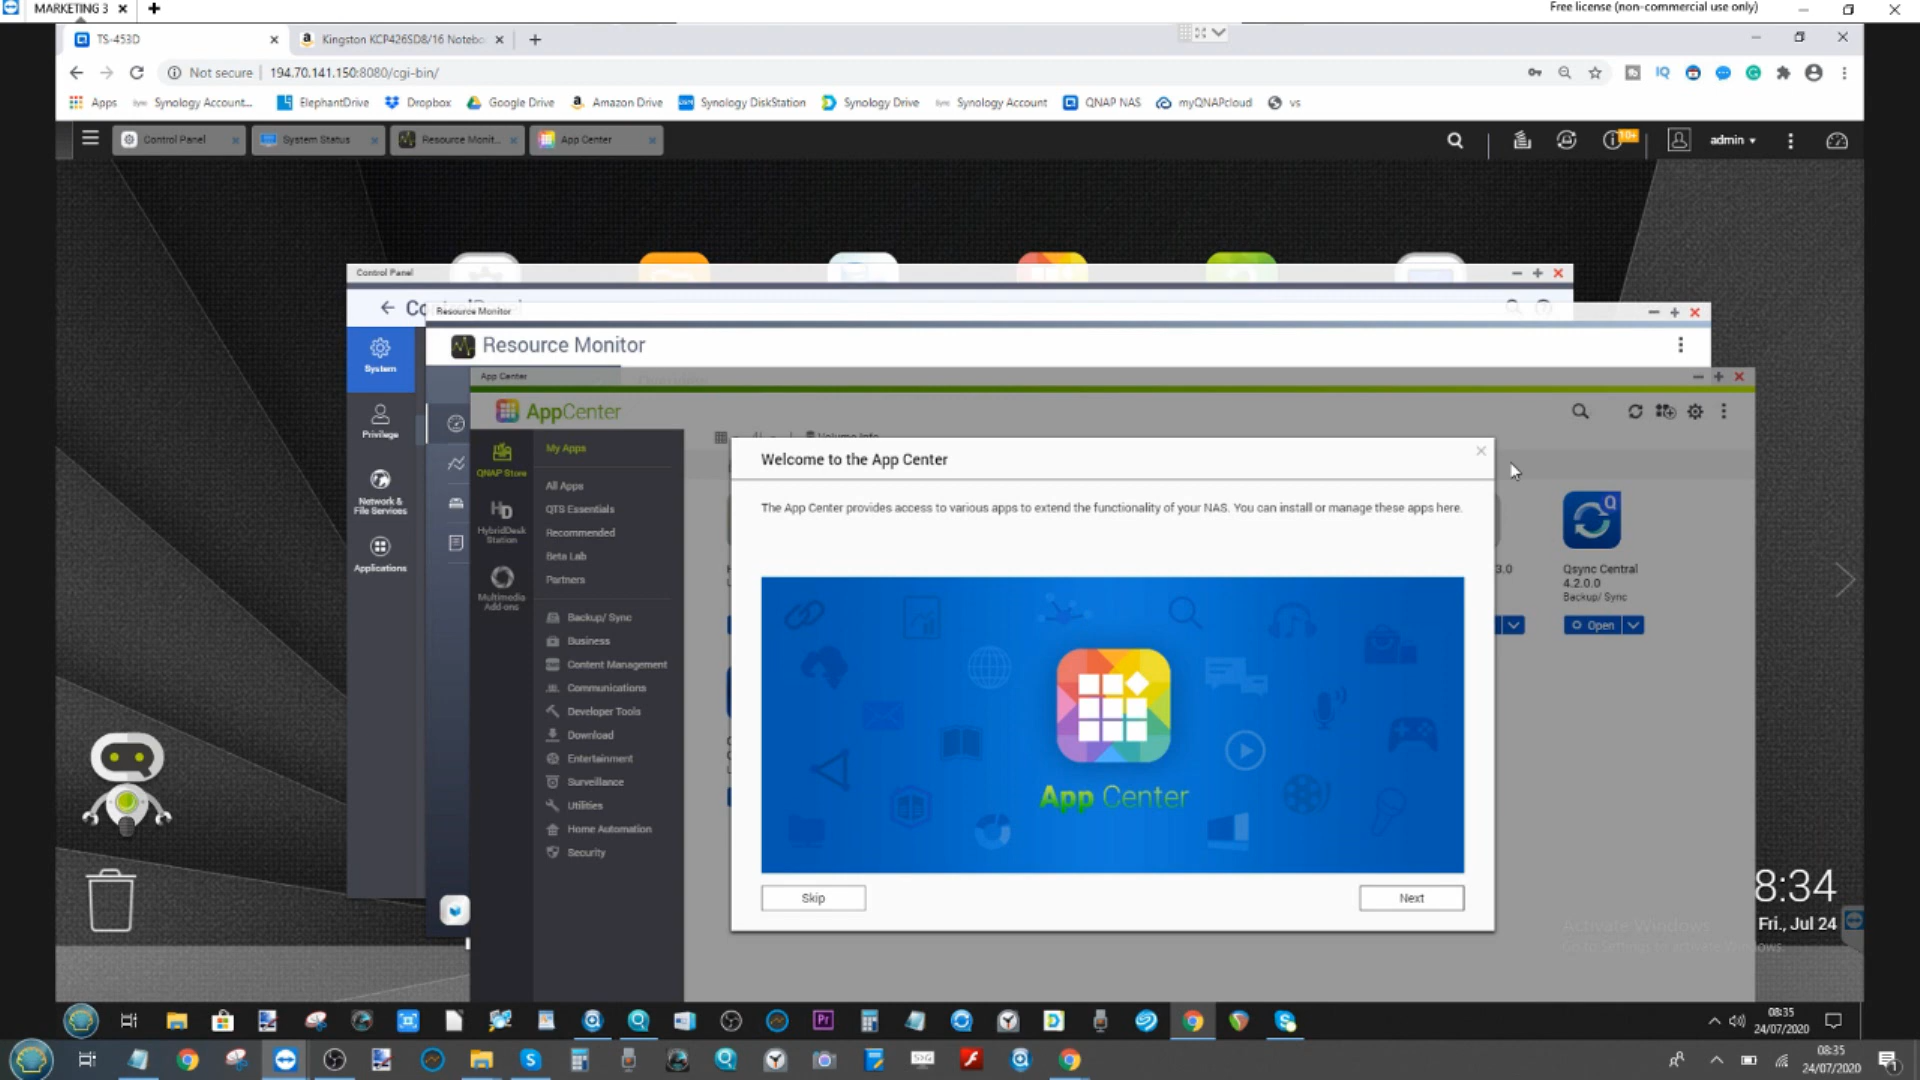 MARKETING 3
Free license (non-commercial use only)
TS-453D
Kingston KCP426SD8/16 Notebo
Not secure
194.70.141.150:8080/cgi-bin/
Apps
Synology Account...
ElephantDrive
Dropbox
Google Drive
Amazon Drive
Synology DiskStation
Synology Drive
Synology Account
QNAP NAS
myQNAPcloud
vs
Control Panel
System Status
Resource Monit...
App Center
10+
admin
Control Panel
Resource Monitor
System
Resource Monitor
App Center
AppCenter
Privilege
Network & File Services
Applications
QNAP Store
HD
HybridDesk Station
Multimedia Add-ons
My Apps
All Apps
QTS Essentials
Recommended
Beta Lab
Partners
Backup/ Sync
Business
Content Management
Communications
Developer Tools
Download
Entertainment
Surveillance
Utilities
Home Automation
Security
Welcome to the App Center
The App Center provides access to various apps to extend the functionality of your NAS. You can install or manage these apps here.
App Center
Skip
Next
3.0
Qsync Central
4.2.0.0
Backup/ Sync
Open
8:34
Fri., Jul 24
Activate Windows
08:35
24/07/2020
08:35
24/07/2020